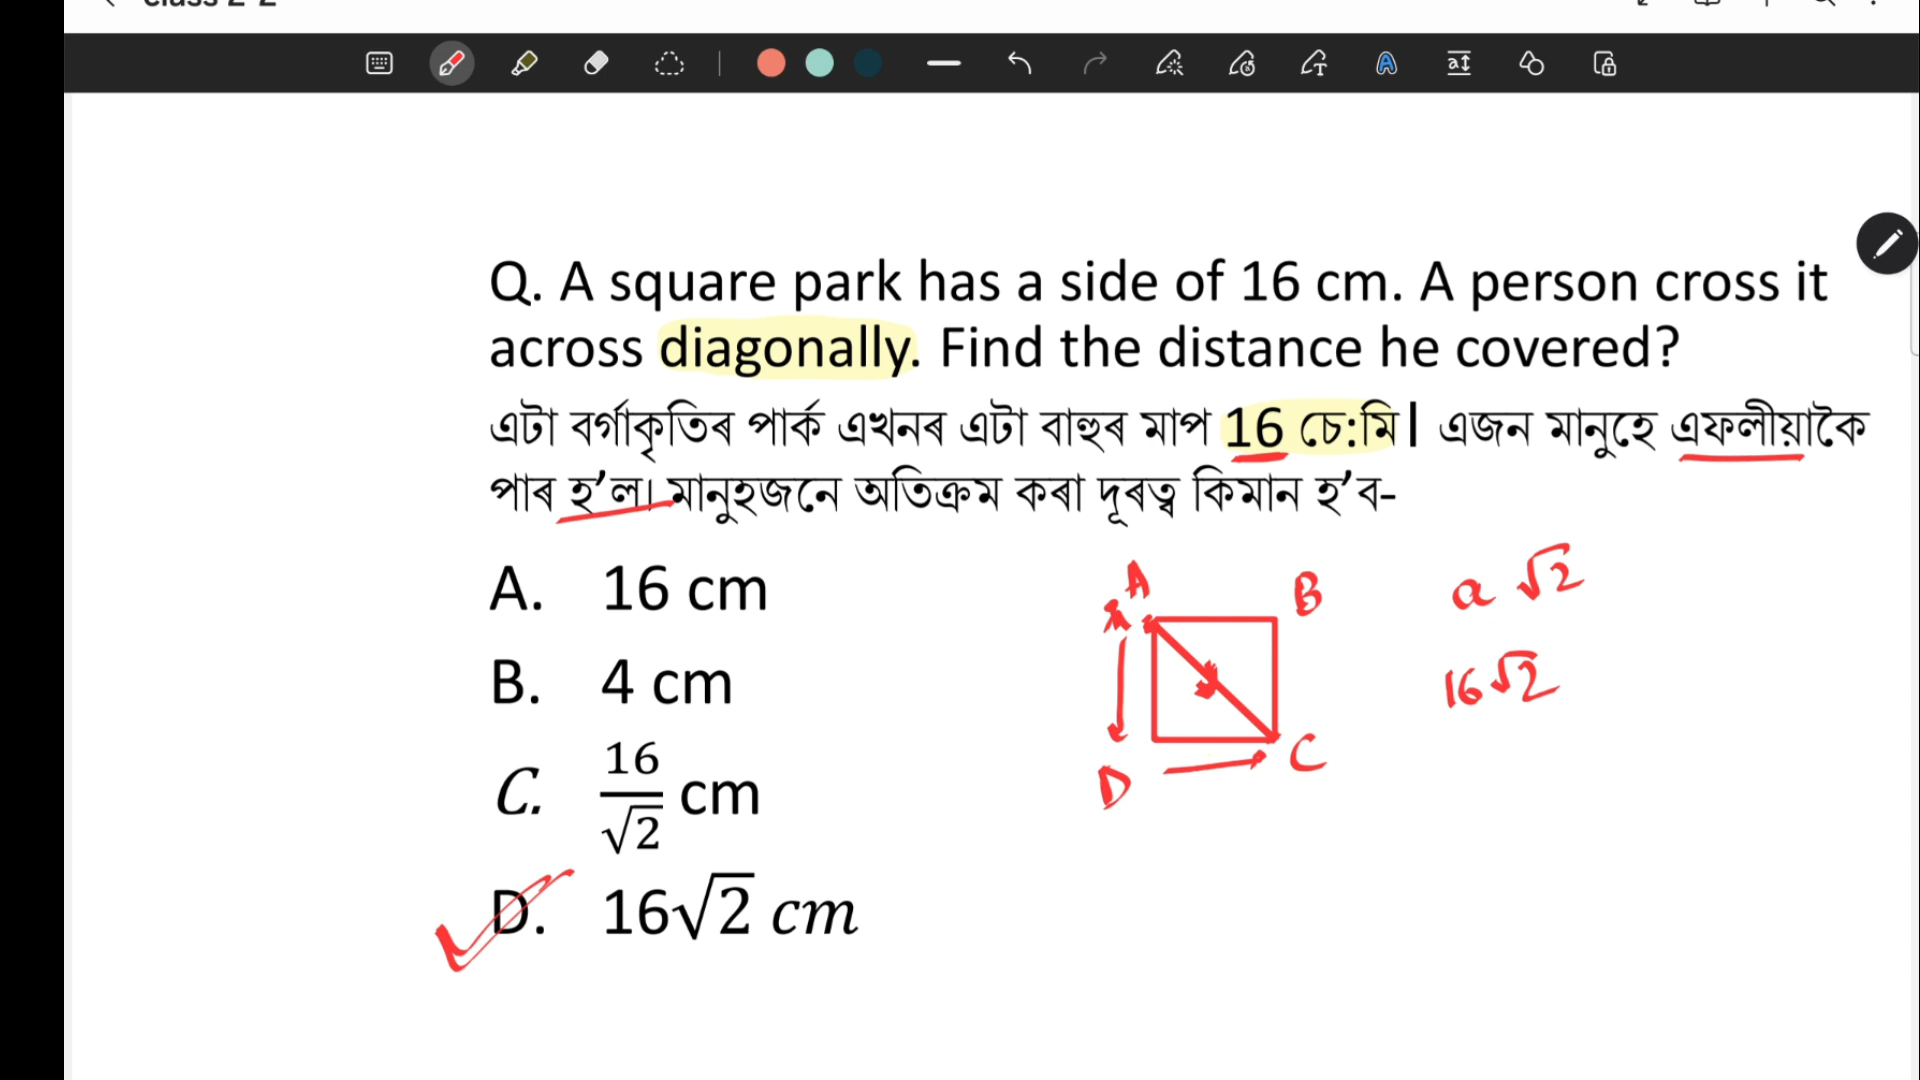 Q. A square park has a side of 16 cm. A person cross it
across diagonally. Find the distance he covered?
এটা বৰ্গাকৃতিৰ পাৰ্ক এখনৰ এটা বাহুৰ মাপ 16 চে:মি| এজন মানুহে এফলীয়াকৈ
পাৰ হ’ল। মানুহজনে অতিক্ৰম কৰা দূৰত্ব কিমান হ’ব-
A. 16 cm
B. 4 cm
C. 16/√2 cm
D. 16√2 cm
A
B
D
C
a √2
16√2